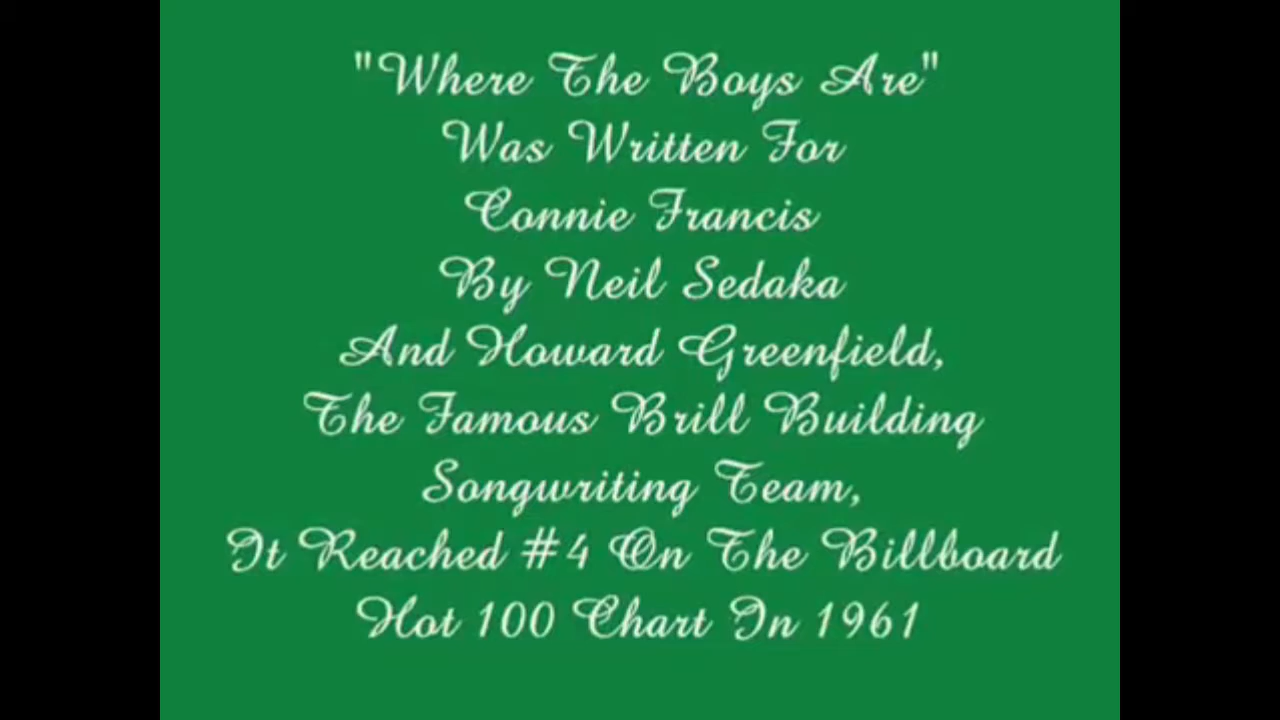 "Where The Boys Are"
Was Written For
Connie Francis
By Neil Sedaka
And Howard Greenfield,
The Famous Brill Building
Songwriting Team,
It Reached #4 On The Billboard
Hot 100 Chart In 1961